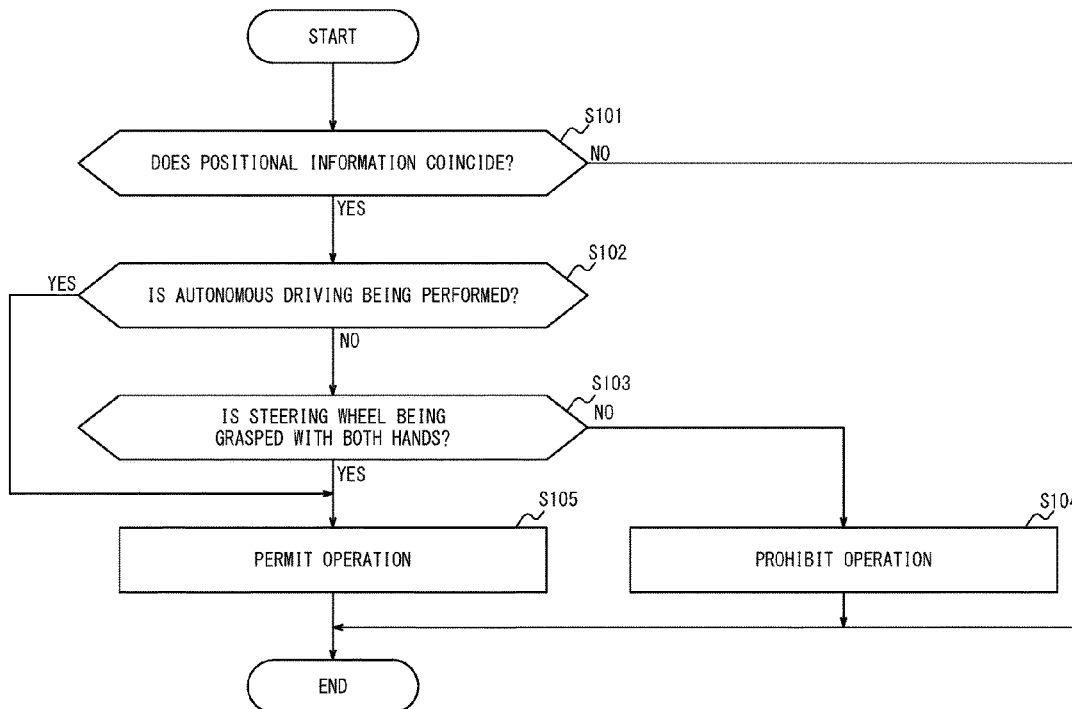 START
S101
DOES POSITIONAL INFORMATION COINCIDE?
NO
YES
S102
YES
IS AUTONOMOUS DRIVING BEING PERFORMED?
NO
S103
IS STEERING WHEEL BEING
GRASPED WITH BOTH HANDS?
NO
YES
S105
S104
PERMIT OPERATION
PROHIBIT OPERATION
END